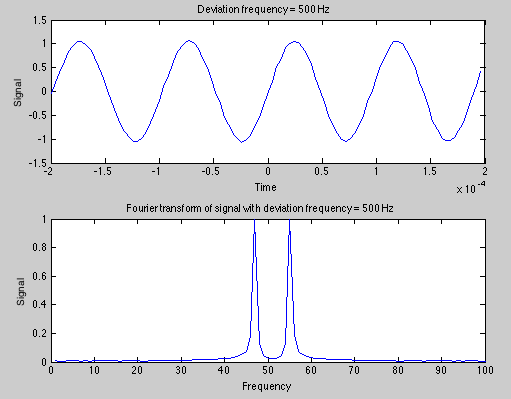 Deviation frequency = 500 Hz
1.5
1
0.5
0
-0.5
-1
-1.5
Signal
-2 -1.5 -1 -0.5 0 0.5 1 1.5 2
Time
x 10^-4
Fourier transform of signal with deviation frequency = 500 Hz
1
0.8
0.6
0.4
0.2
0
Signal
0 10 20 30 40 50 60 70 80 90 100
Frequency